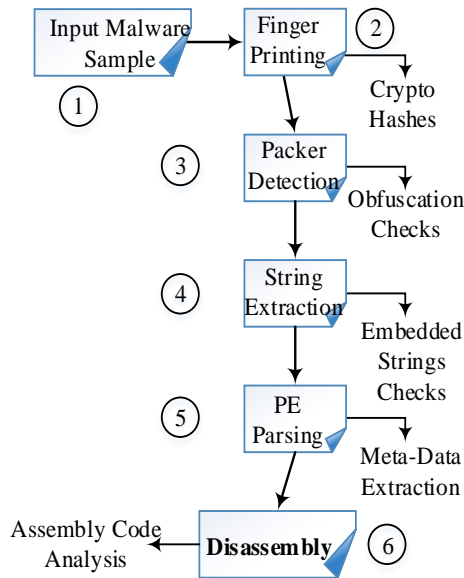 Input Malware
Sample
1
Finger
Printing
2
Crypto
Hashes
3
Packer
Detection
Obfuscation
Checks
4
String
Extraction
Embedded
Strings
Checks
5
PE
Parsing
Meta-Data
Extraction
Assembly Code
Analysis
Disassembly
6